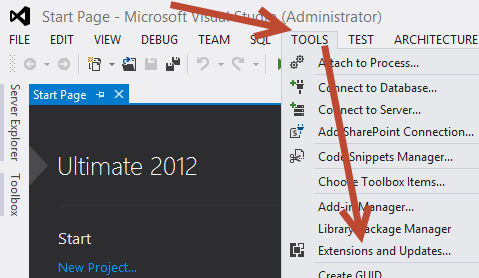 Start Page - Microsoft Visual Studio (Administrator)
FILE EDIT VIEW DEBUG TEAM SQL TOOLS TEST ARCHITECTURE
Attach to Process...
Connect to Database...
Connect to Server...
Add SharePoint Connection...
Code Snippets Manager...
Choose Toolbox Items...
Add-in Manager...
Library Package Manager
Extensions and Updates...
Create GUID
Server Explorer
Toolbox
Start Page
Ultimate 2012
Start
New Project...